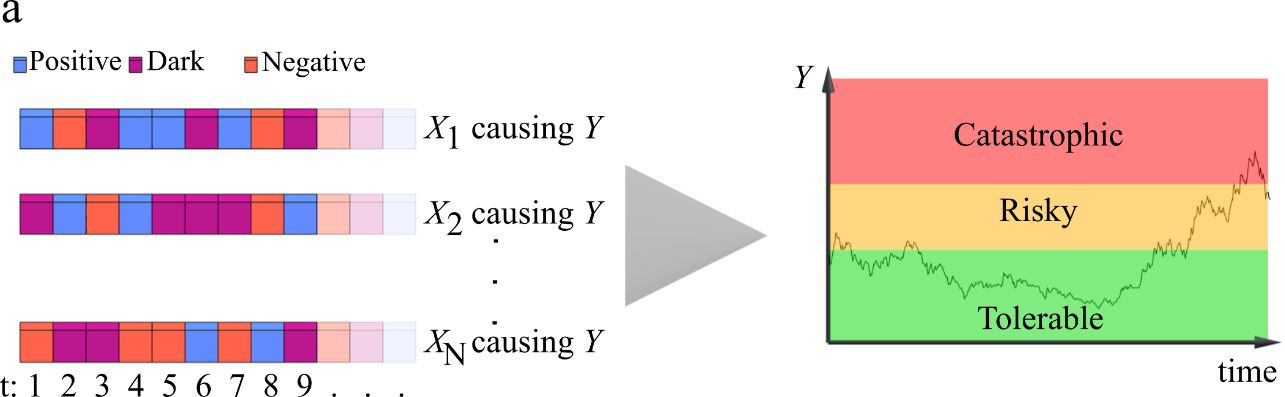 a
Positive Dark Negative
X1 causing Y
X2 causing Y
.
.
.
XN causing Y
t: 1 2 3 4 5 6 7 8 9 . . .
Y
Catastrophic
Risky
Tolerable
time